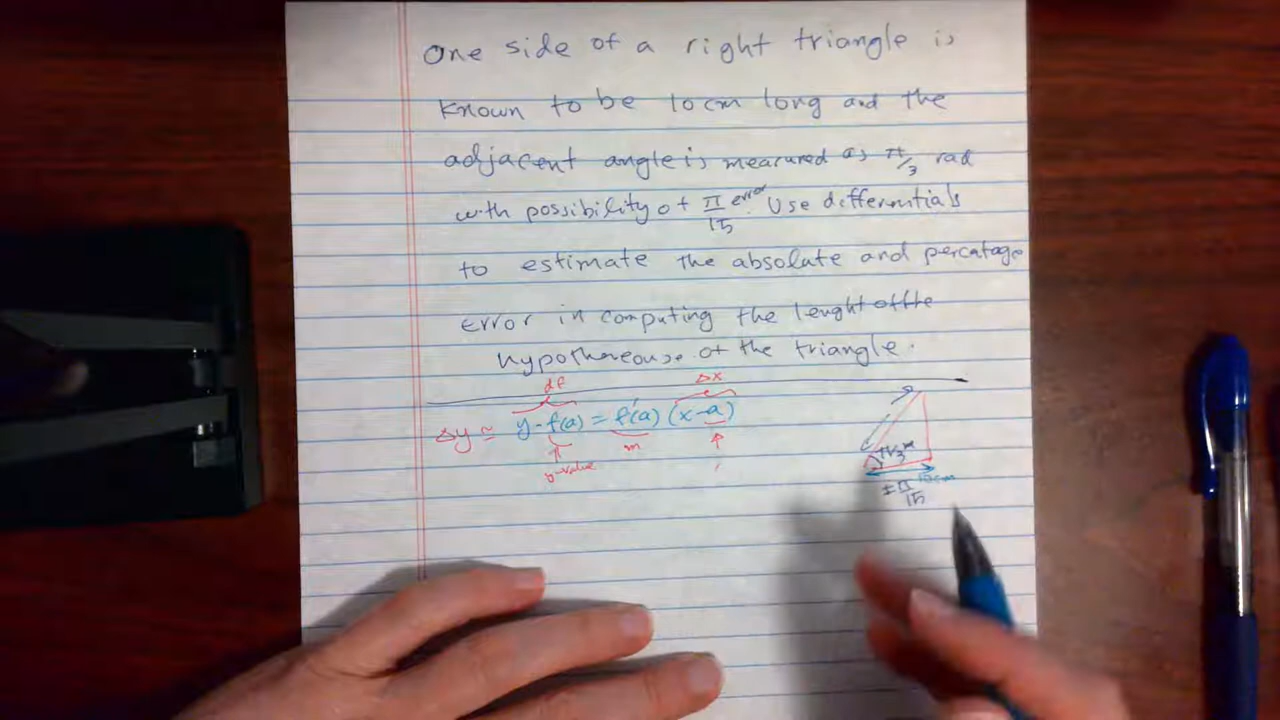 One side of a right triangle is
known to be 10cm long and the
adjacent angle is mearured as π/3 rad
with possibility of π/15 error. Use differentials
to estimate the absolute and percatage
error in computing the lenght of the
hypothereouse of the triangle.
df Δx
Δy ≅ y-f(a) = f'(a) (x-a)
y-value m
π/3
10cm
± π/15